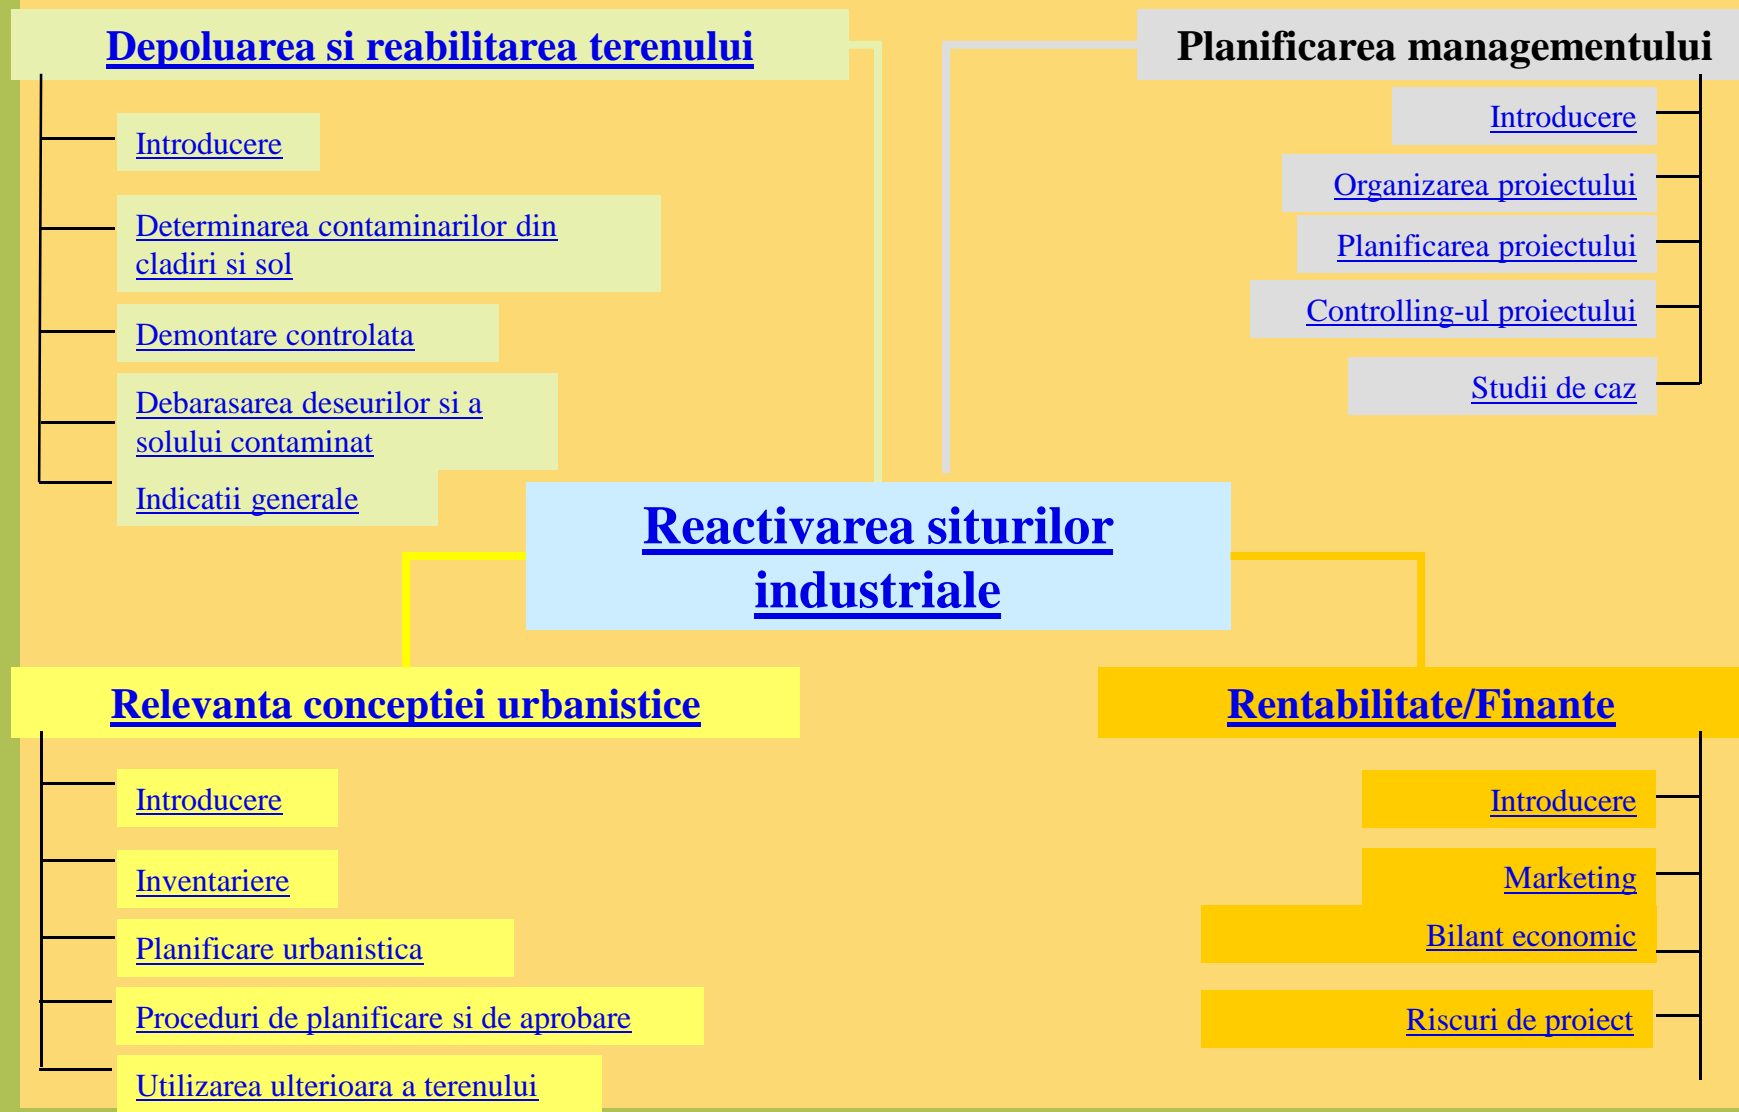 Depoluarea si reabilitarea terenului
Introducere
Determinarea contaminarilor din
cladiri si sol
Demontare controlata
Debarasarea deseurilor si a
solului contaminat
Indicatii generale
Planificarea managementului
Introducere
Organizarea proiectului
Planificarea proiectului
Controlling-ul proiectului
Studii de caz
Reactivarea siturilor
industriale
Relevanta conceptiei urbanistice
Introducere
Inventariere
Planificare urbanistica
Proceduri de planificare si de aprobare
Utilizarea ulterioara a terenului
Rentabilitate/Finante
Introducere
Marketing
Bilant economic
Riscuri de proiect